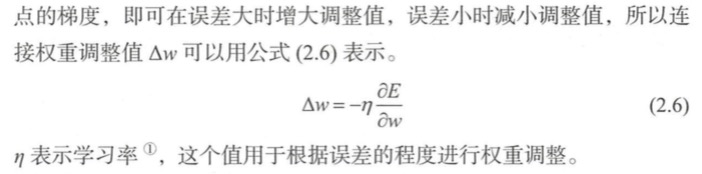 点的梯度，即可在误差大时增大调整值，误差小时减小调整值，所以连
接权重调整值 Δw 可以用公式 (2.6) 表示。
Δw = −η ∂E/∂w (2.6)
η 表示学习率①，这个值用于根据误差的程度进行权重调整。